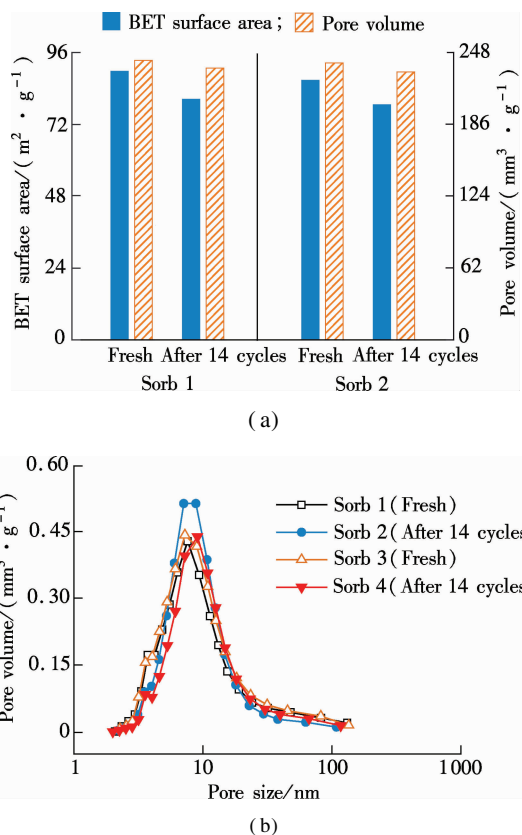 BET surface area; Pore volume
96
72
48
24
0
BET surface area/(m² · g⁻¹)
248
186
124
62
0
Pore volume/(mm³ · g⁻¹)
Fresh After 14 cycles Fresh After 14 cycles
Sorb 1 Sorb 2
(a)
0.60
0.45
0.30
0.15
0
Pore volume/(mm³ · g⁻¹)
Sorb 1(Fresh)
Sorb 2(After 14 cycles
Sorb 3(Fresh)
Sorb 4(After 14 cycles
1 10 100 1000
Pore size/nm
(b)